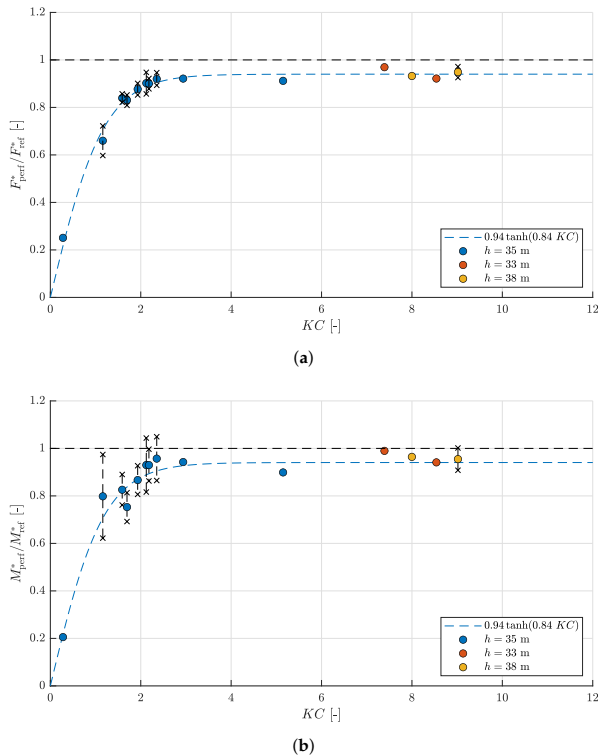 1.2
1
0.8
0.6
0.4
0.2
0
F*perf/F*ref [-]
0.94 tanh(0.84 KC)
h = 35 m
h = 33 m
h = 38 m
0 2 4 6 8 10 12
KC [-]
(a)
1.2
1
0.8
0.6
0.4
0.2
0
M*perf/M*ref [-]
0.94 tanh(0.84 KC)
h = 35 m
h = 33 m
h = 38 m
0 2 4 6 8 10 12
KC [-]
(b)